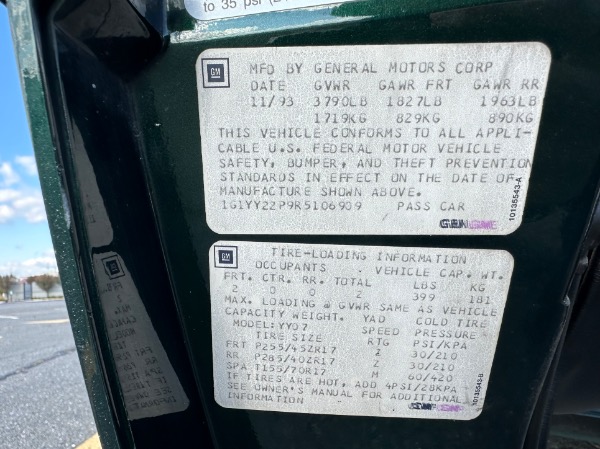 to 35 psi
GM
MFD BY GENERAL MOTORS CORP
DATE GVWR GAWR FRT GAWR RR
11/93 3790LB 1827LB 1963LB
1719KG 829KG 890KG
THIS VEHICLE CONFORMS TO ALL APPLI-
CABLE U.S. FEDERAL MOTOR VEHICLE
SAFETY, BUMPER, AND THEFT PREVENTION
STANDARDS IN EFFECT ON THE DATE OF
MANUFACTURE SHOWN ABOVE.
1G1YY22P9R5106909 PASS CAR
10135543-A
GM
TIRE-LOADING INFORMATION
OCCUPANTS VEHICLE CAP. WT.
FRT. CTR. RR. TOTAL LBS KG
2 0 0 2 399 181
MAX. LOADING @ GVWR SAME AS VEHICLE
CAPACITY WEIGHT. YAD COLD TIRE
MODEL:YY07 SPEED PRESSURE
TIRE SIZE RTG PSI/KPA
FRT P255/45ZR17 Z 30/210
RR P285/40ZR17 Z 30/210
SPA T155/70R17 M 60/420
IF TIRES ARE HOT, ADD 4PSI/28KPA
SEE OWNER'S MANUAL FOR ADDITIONAL
INFORMATION
10135543-B
GM